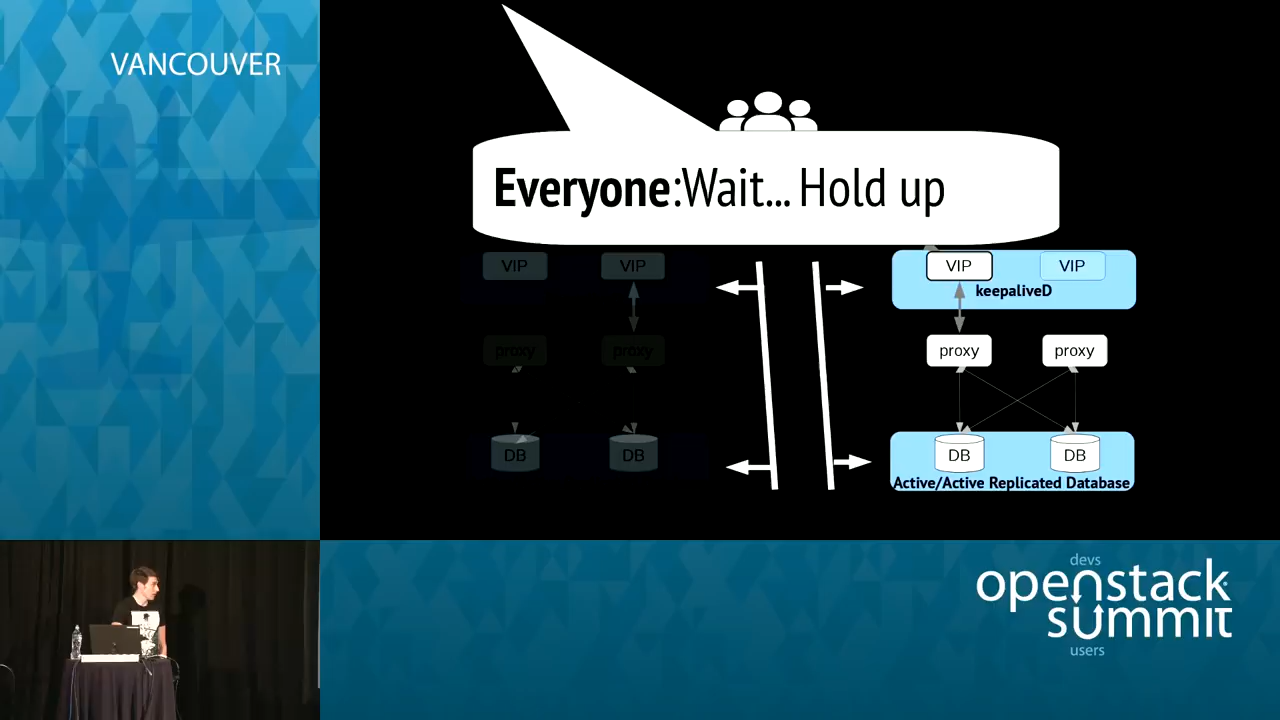 VANCOUVER
Everyone:Wait... Hold up
VIP
VIP
VIP
VIP
keepaliveD
proxy
proxy
proxy
proxy
DB
DB
DB
DB
Active/Active Replicated Database
devs
openstack
summit
users